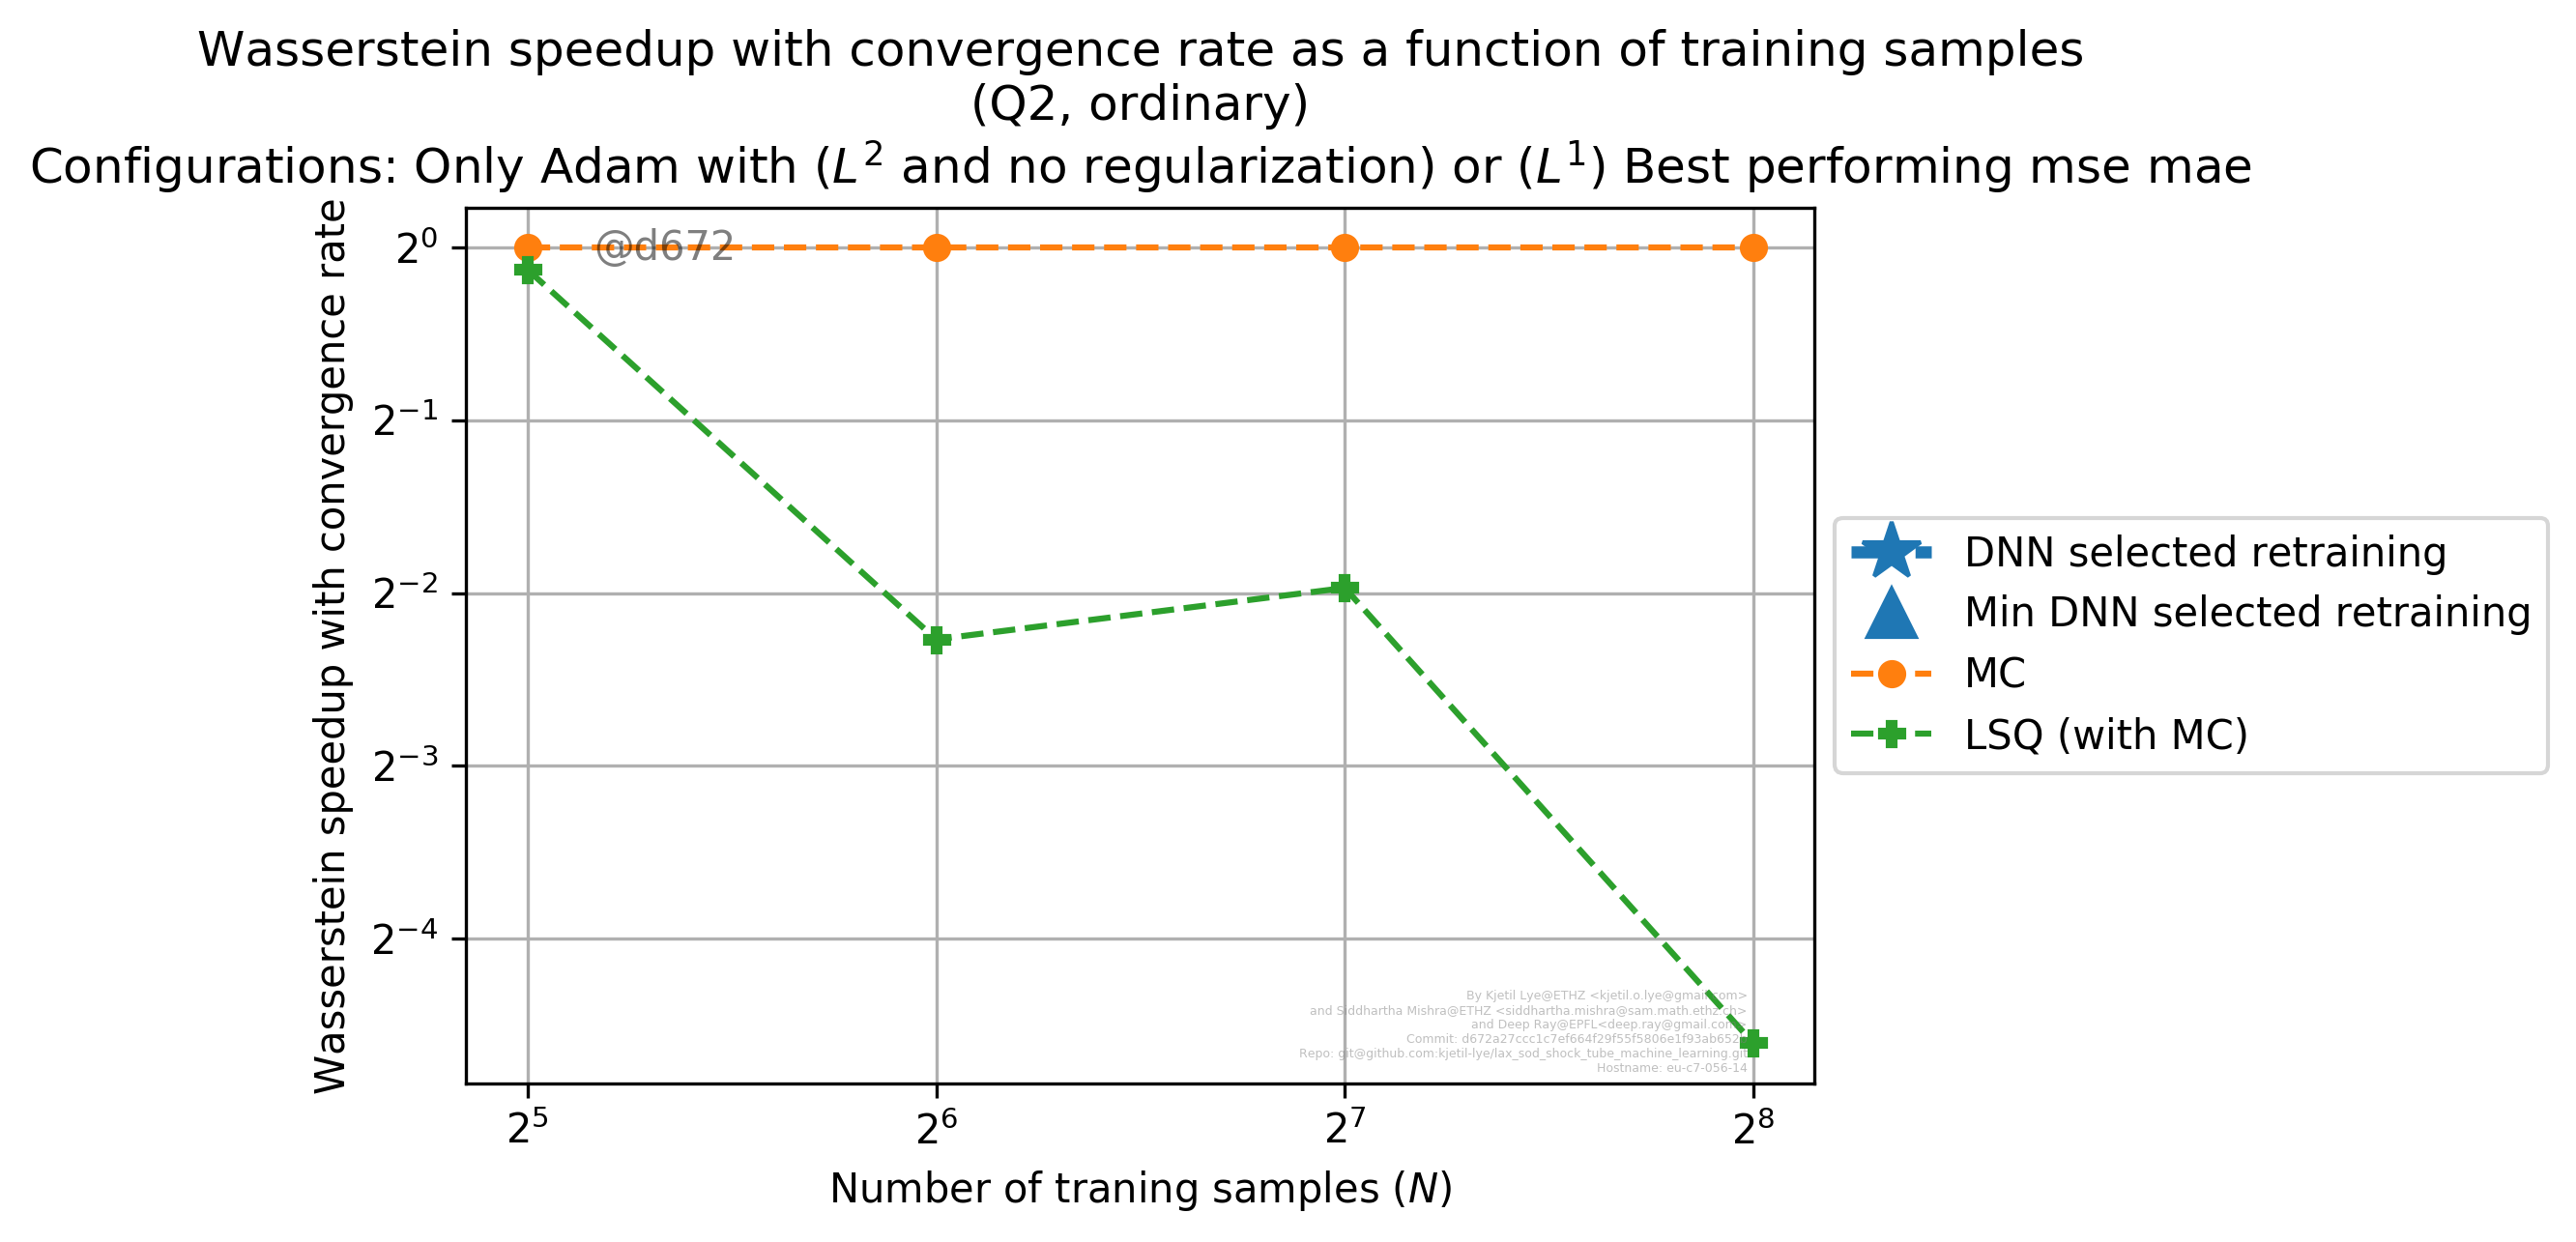 Wasserstein speedup with convergence rate as a function of training samples
(Q2, ordinary)
Configurations: Only Adam with (L² and no regularization) or (L¹) Best performing mse mae
Wasserstein speedup with convergence rate
2⁰
2⁻¹
2⁻²
2⁻³
2⁻⁴
@d672
DNN selected retraining
Min DNN selected retraining
MC
LSQ (with MC)
By Kjetil Lye@ETHZ <kjetil.o.lye@gmail.com>
and Siddhartha Mishra@ETHZ <siddhartha.mishra@sam.math.ethz.ch>
and Deep Ray@EPFL<deep.ray@gmail.com>
Commit:
Repo: git@github.com:kjetil-lye/lax_sod_shock_tube_machine_learning.git
Hostname: eu-c7-056-14
2⁵
2⁶
2⁷
2⁸
Number of traning samples (N)